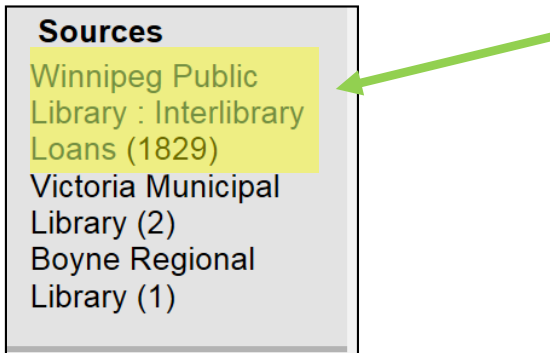 Sources
Winnipeg Public
Library : Interlibrary
Loans (1829)
Victoria Municipal
Library (2)
Boyne Regional
Library (1)